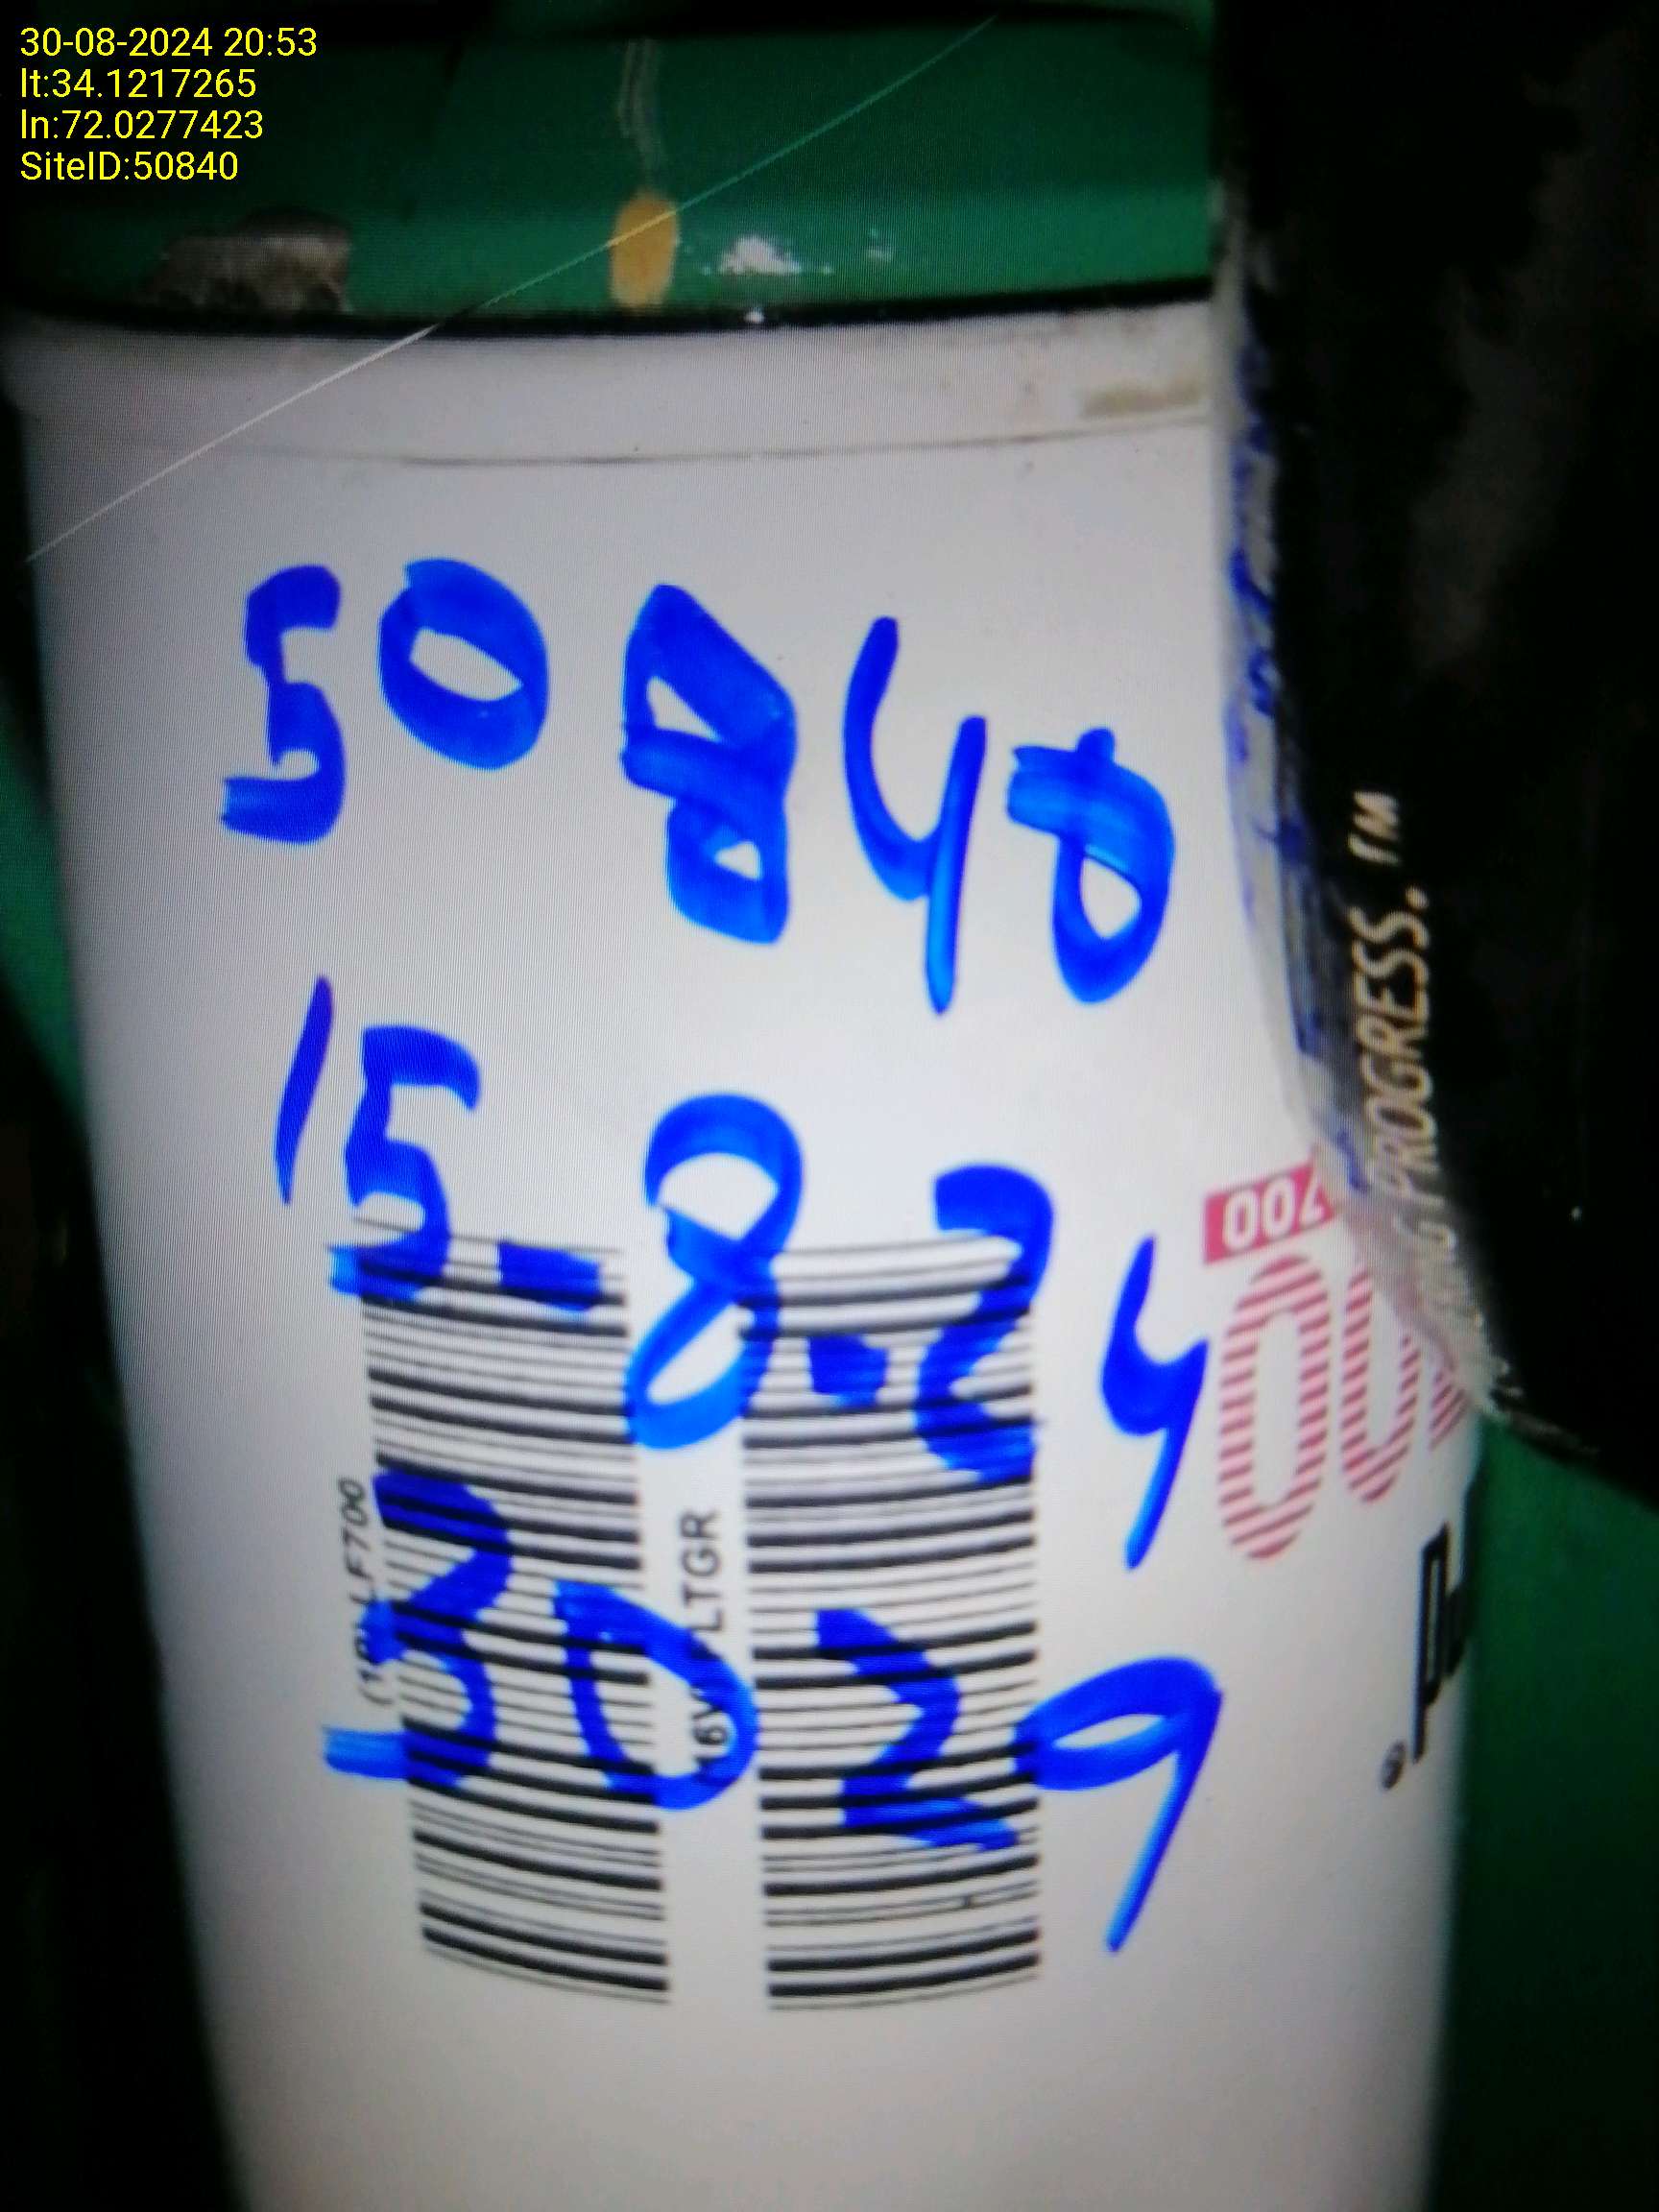 30-08-2024 20:53
lt:34.1217265
ln:72.0277423
SiteID:50840
50840
15-8.24
3029
PROGRESS.™
700
LF700
LTGR